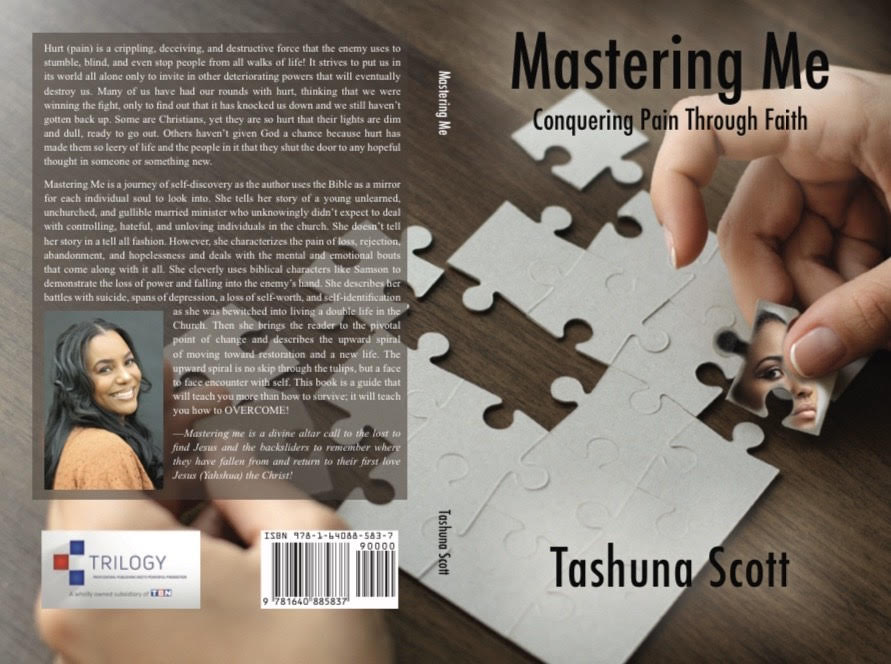 Hurt (pain) is a crippling, deceiving, and destructive force that the enemy uses to
stumble, blind, and even stop people from all walks of life! It strives to put us in
its world all alone only to invite in other deteriorating powers that will eventually
destroy us. Many of us have had our rounds with hurt, thinking that we were
winning the fight, only to find out that it has knocked us down and we still haven't
gotten back up. Some are Christians, yet they are so hurt that their lights are dim
and dull, ready to go out. Others haven't given God a chance because hurt has
made them so leery of life and the people in it that they shut the door to any hopeful
thought in someone or something new.
Mastering Me is a journey of self-discovery as the author uses the Bible as a mirror
for each individual soul to look into. She tells her story of a young unlearned,
unchurched, and gullible married minister who unknowingly didn't expect to deal
with controlling, hateful, and unloving individuals in the church. She doesn't tell
her story in a tell all fashion. However, she characterizes the pain of loss, rejection,
abandonment, and hopelessness and deals with the mental and emotional bouts
that come along with it all. She cleverly uses biblical characters like Samson to
demonstrate the loss of power and falling into the enemy's hand. She describes her
battles with suicide, spans of depression, a loss of self-worth, and self-identification
as she was bewitched into living a double life in the
Church. Then she brings the reader to the pivotal
point of change and describes the upward spiral
of moving toward restoration and a new life. The
upward spiral is no skip through the tulips, but a face
to face encounter with self. This book is a guide that
will teach you more than how to survive; it will teach
you how to OVERCOME!
—Mastering me is a divine altar call to the lost to
find Jesus and the backsliders to remember where
they have fallen from and return to their first love
Jesus (Yahshua) the Christ!
TRILOGY
PROFESSIONAL PUBLISHING MEETS POWERFUL PROMOTION
A wholly owned subsidiary of TBN
ISBN 978-1-64088-583-7
90000
9 781640 885837
Mastering Me
Tashuna Scott
Mastering Me
Conquering Pain Through Faith
Tashuna Scott